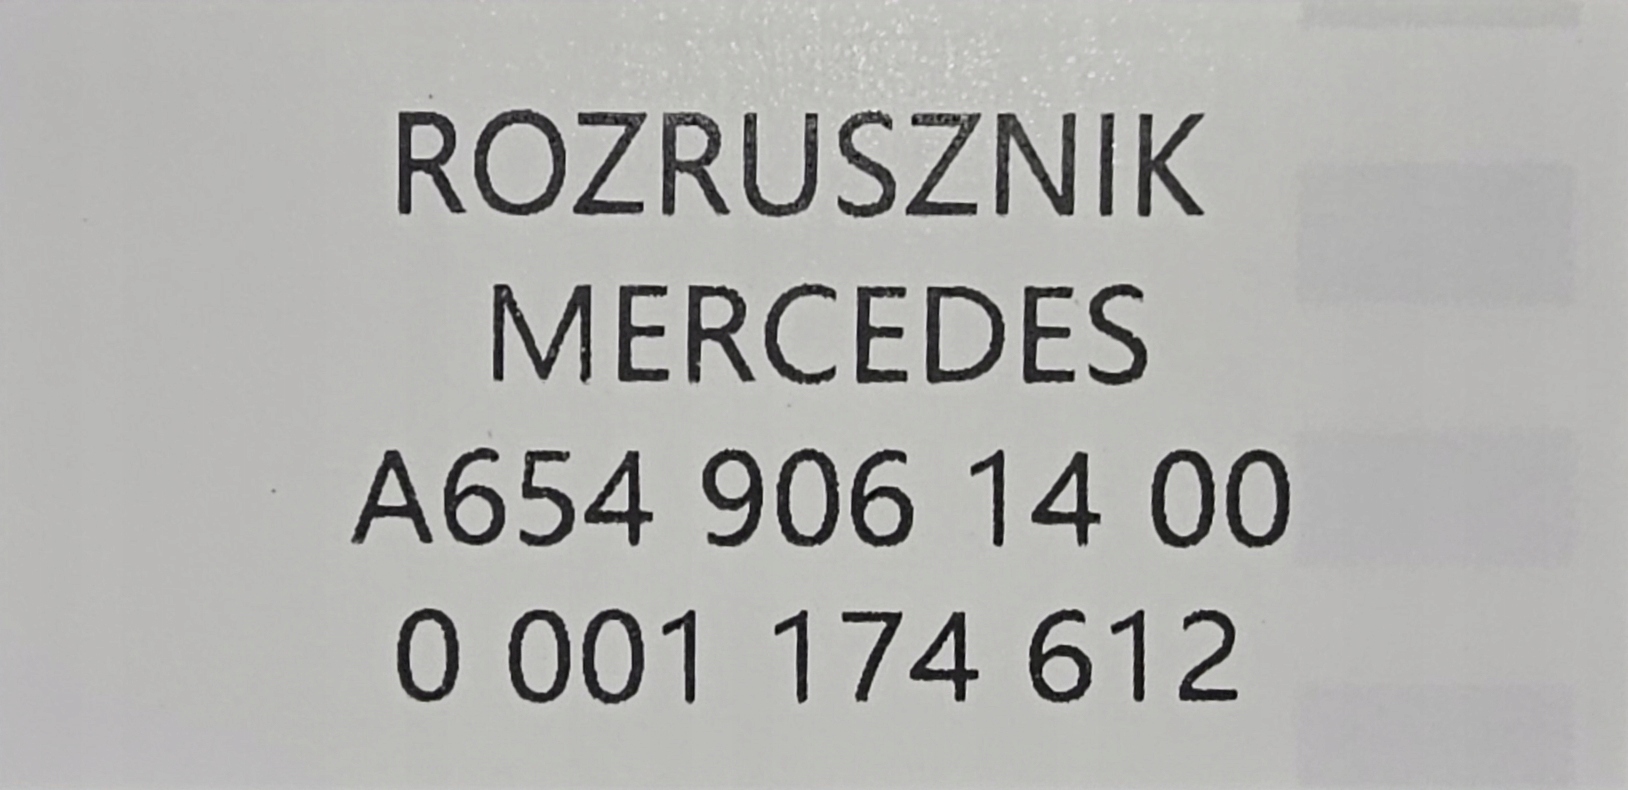 ROZRUSZNIK
MERCEDES
A654 906 14 00
0 001 174 612